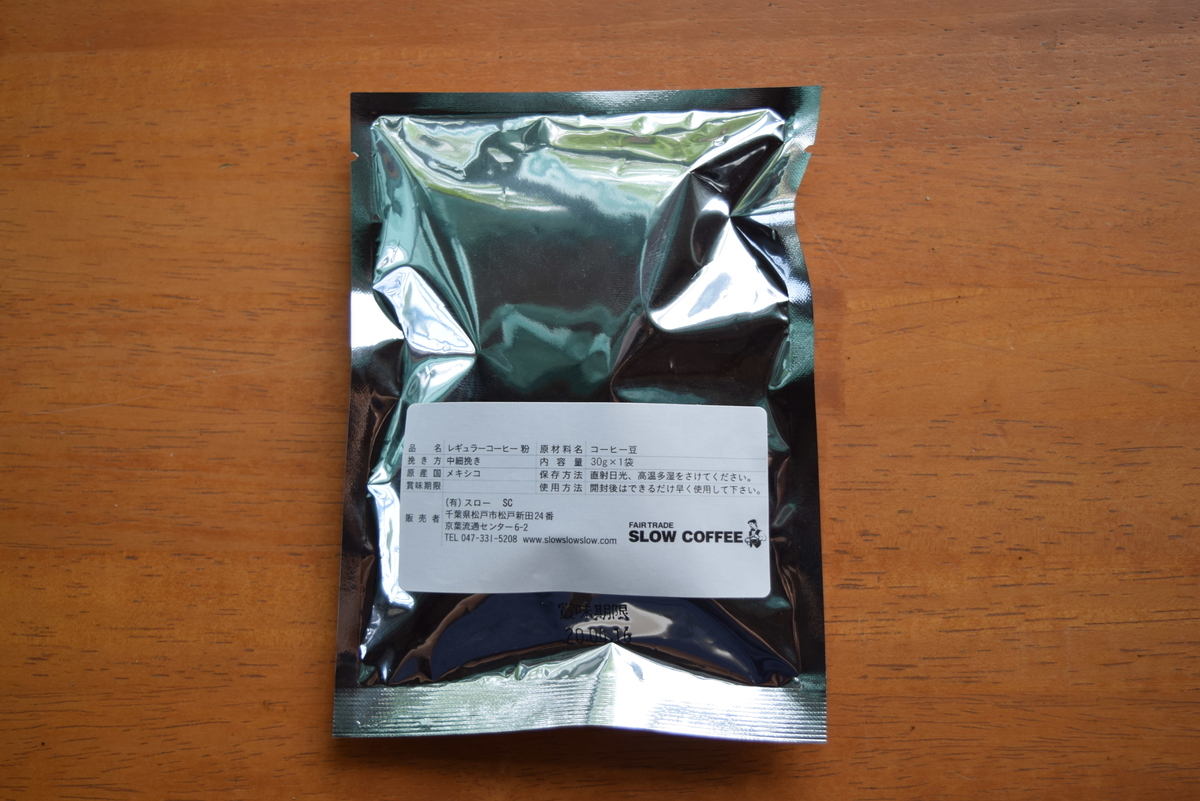 品名 レギュラーコーヒー 粉 原材料名 コーヒー豆
挽き方 中細挽き 内容量 30g×1袋
原産国 メキシコ 保存方法 直射日光、高温多湿をさけてください。
賞味期限 使用方法 開封後はできるだけ早く使用して下さい。
(有)スロー SC
販売者 千葉県松戸市松戸新田24番
京葉流通センター6-2
TEL 047-331-5208 www.slowslowslow.com
FAIR TRADE
SLOW COFFEE
賞味期限